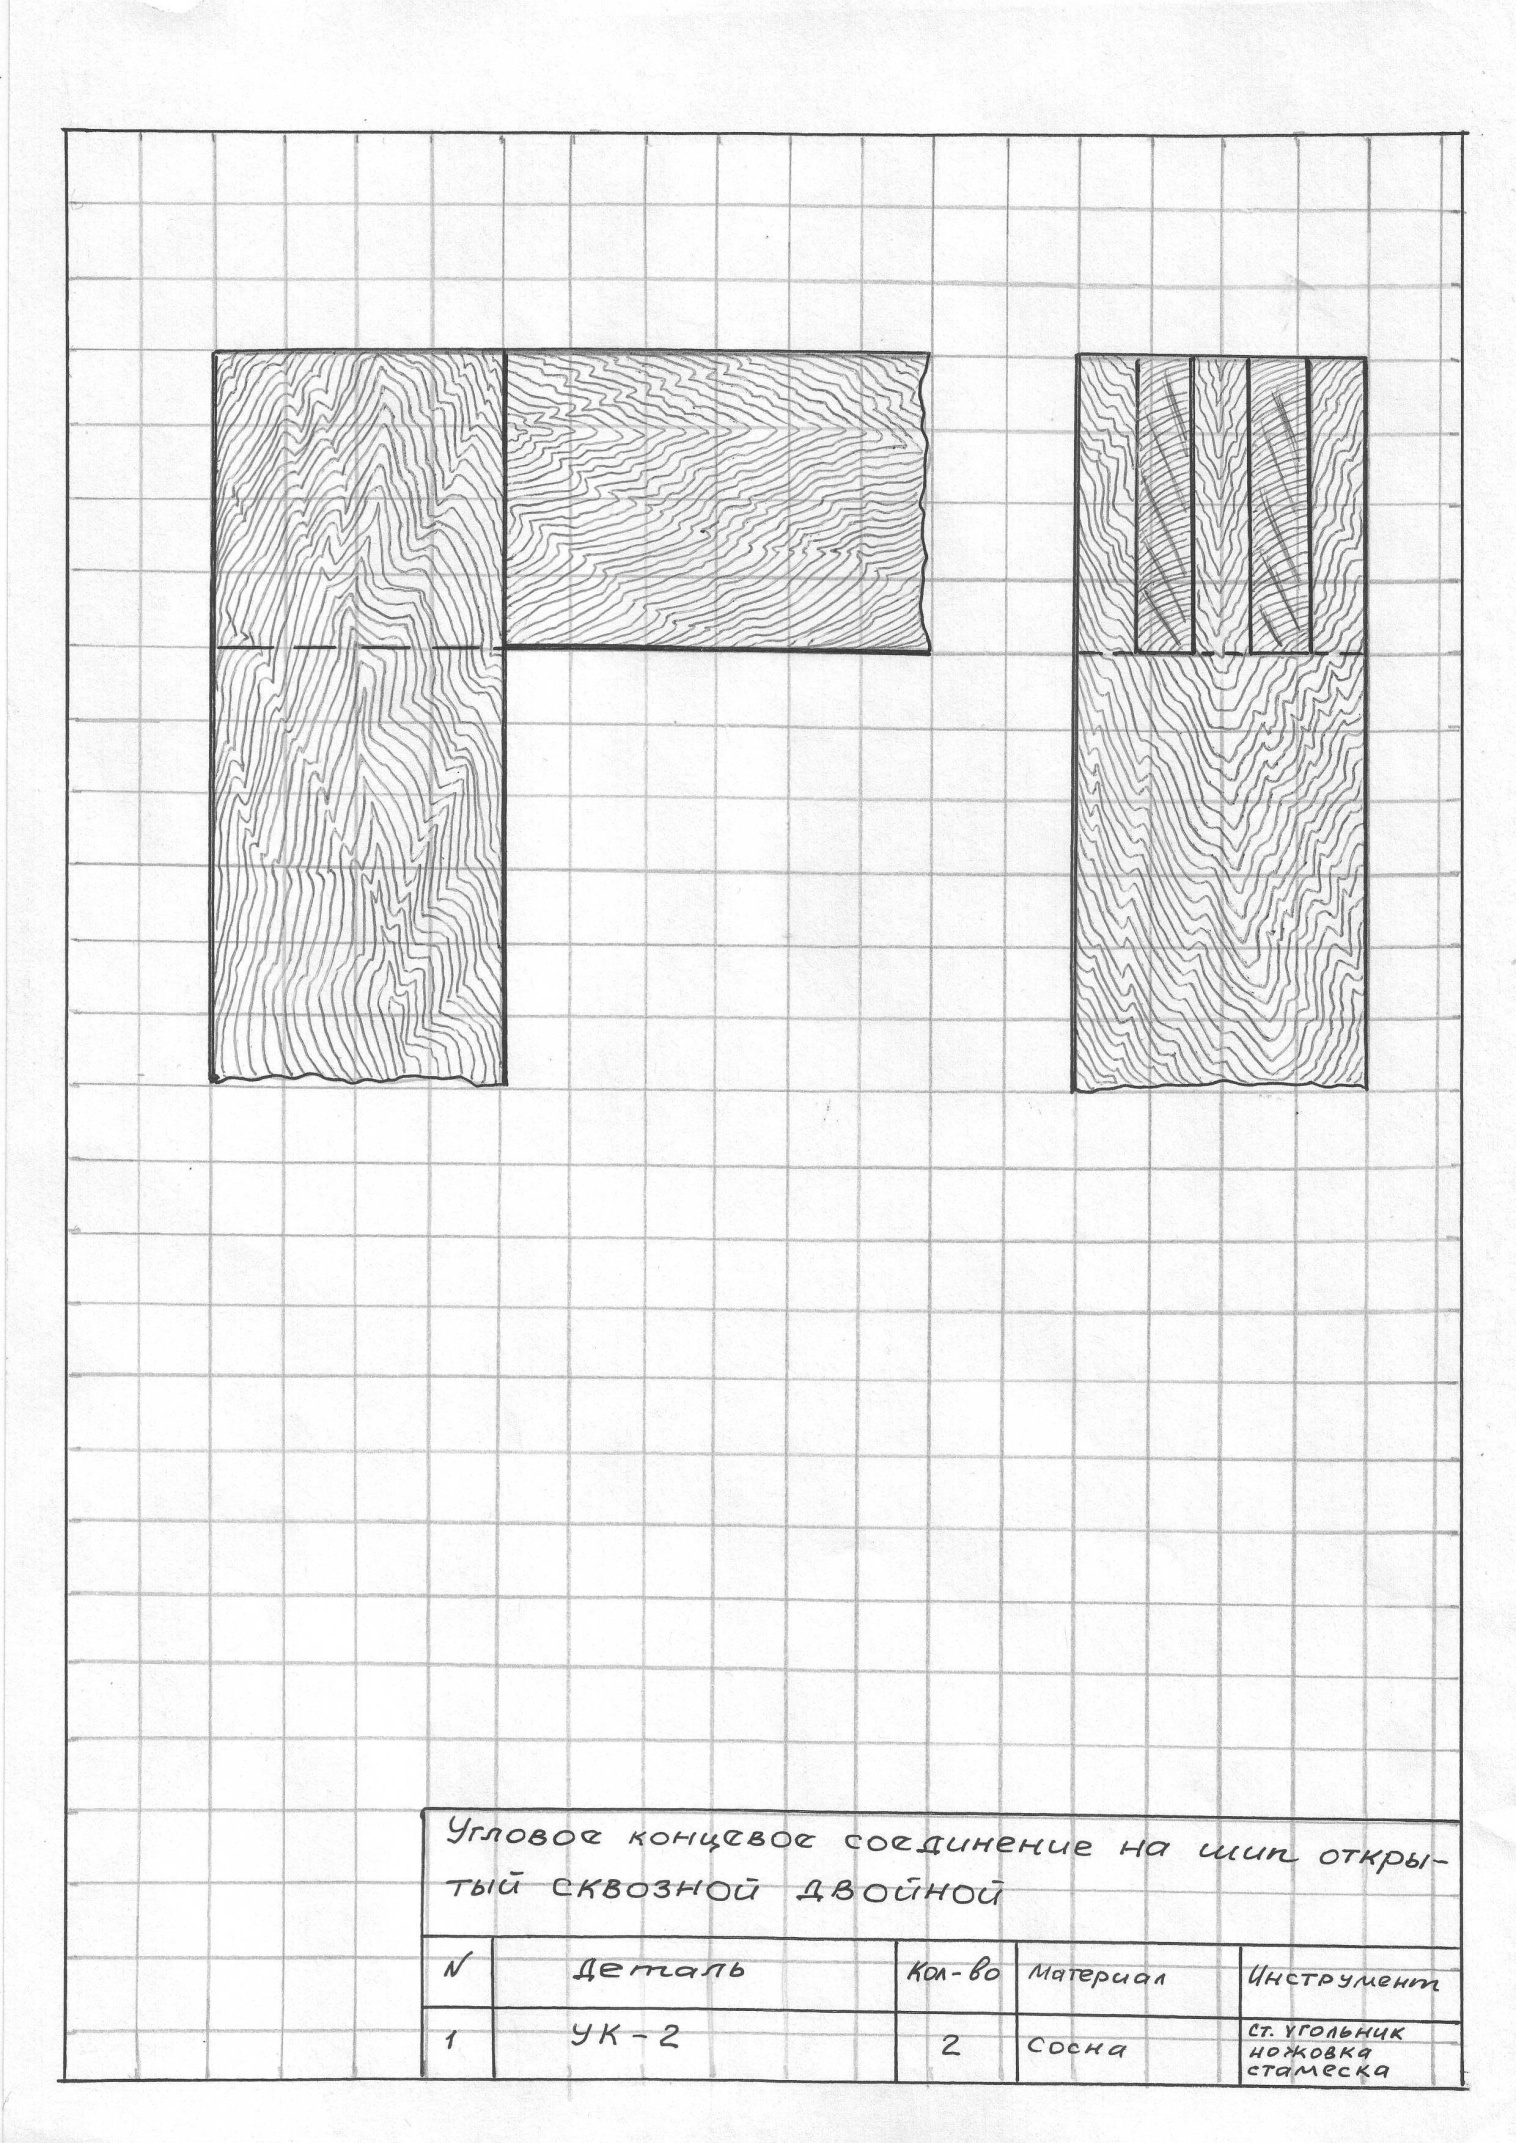 Угловое концевое соединение на шип откры-
тый сквозной двойной
N Деталь Кол-во Материал Инструмент
1 УК-2 2 Сосна ст. угольник
ножовка
стамеска